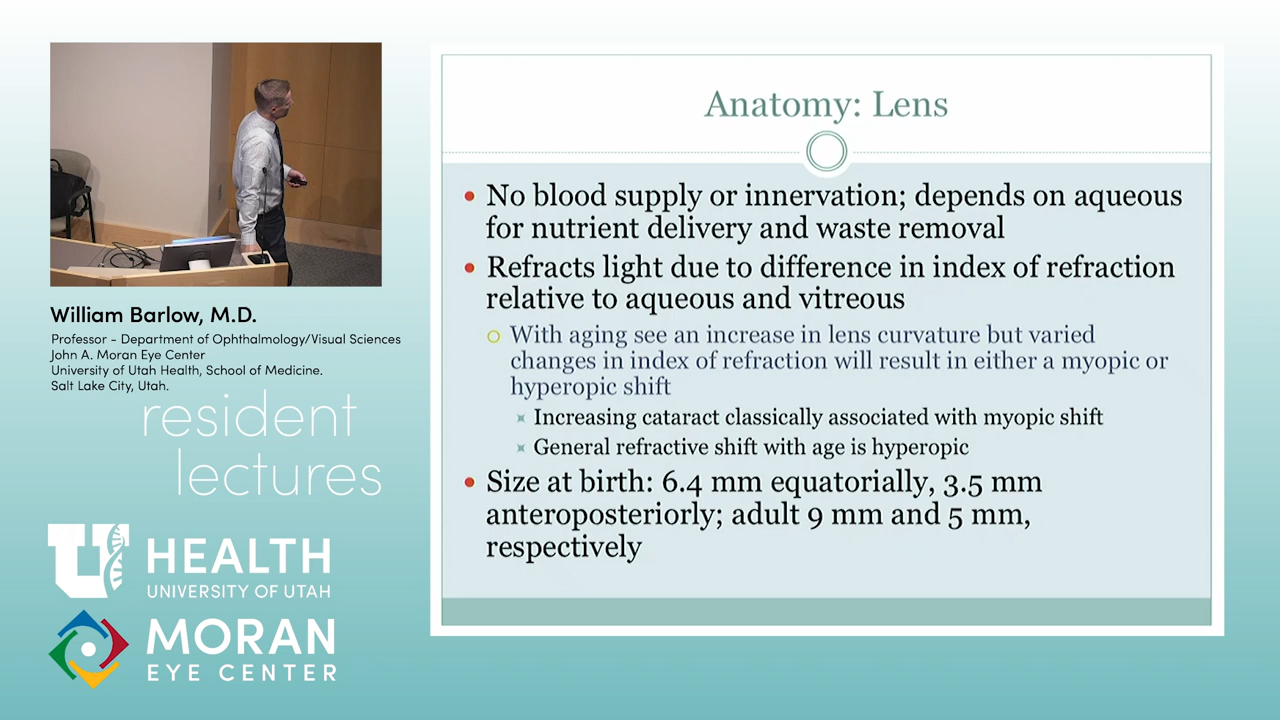 William Barlow, M.D.
Professor - Department of Ophthalmology/Visual Sciences
John A. Moran Eye Center
University of Utah Health, School of Medicine.
Salt Lake City, Utah.
resident
lectures
U
HEALTH
UNIVERSITY OF UTAH
MORAN
EYE CENTER
Anatomy: Lens
No blood supply or innervation; depends on aqueous
for nutrient delivery and waste removal
Refracts light due to difference in index of refraction
relative to aqueous and vitreous
With aging see an increase in lens curvature but varied
changes in index of refraction will result in either a myopic or
hyperopic shift
Increasing cataract classically associated with myopic shift
General refractive shift with age is hyperopic
Size at birth: 6.4 mm equatorially, 3.5 mm
anteroposteriorly; adult 9 mm and 5 mm,
respectively